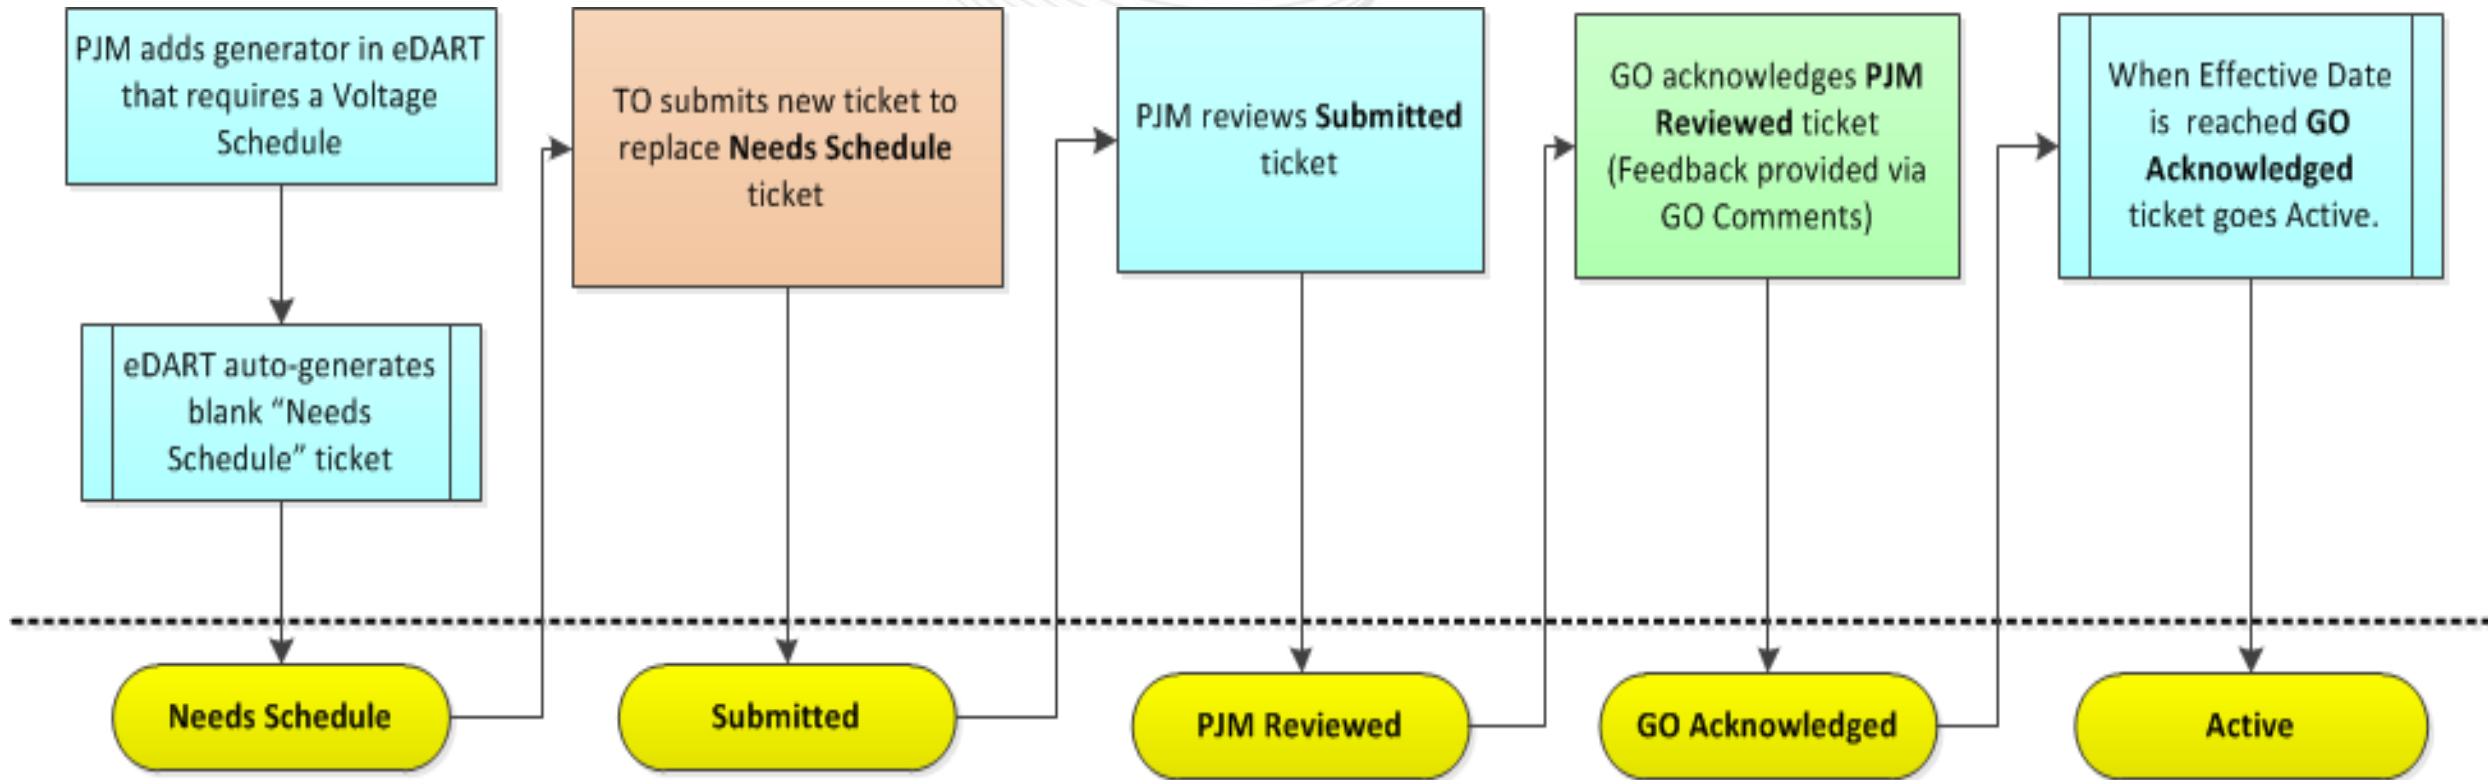 PJM adds generator in eDART
that requires a Voltage
Schedule
eDART auto-generates
blank “Needs
Schedule” ticket
Needs Schedule
TO submits new ticket to
replace Needs Schedule
ticket
Submitted
PJM reviews Submitted
ticket
PJM Reviewed
GO acknowledges PJM
Reviewed ticket
(Feedback provided via
GO Comments)
GO Acknowledged
When Effective Date
is reached GO
Acknowledged
ticket goes Active.
Active